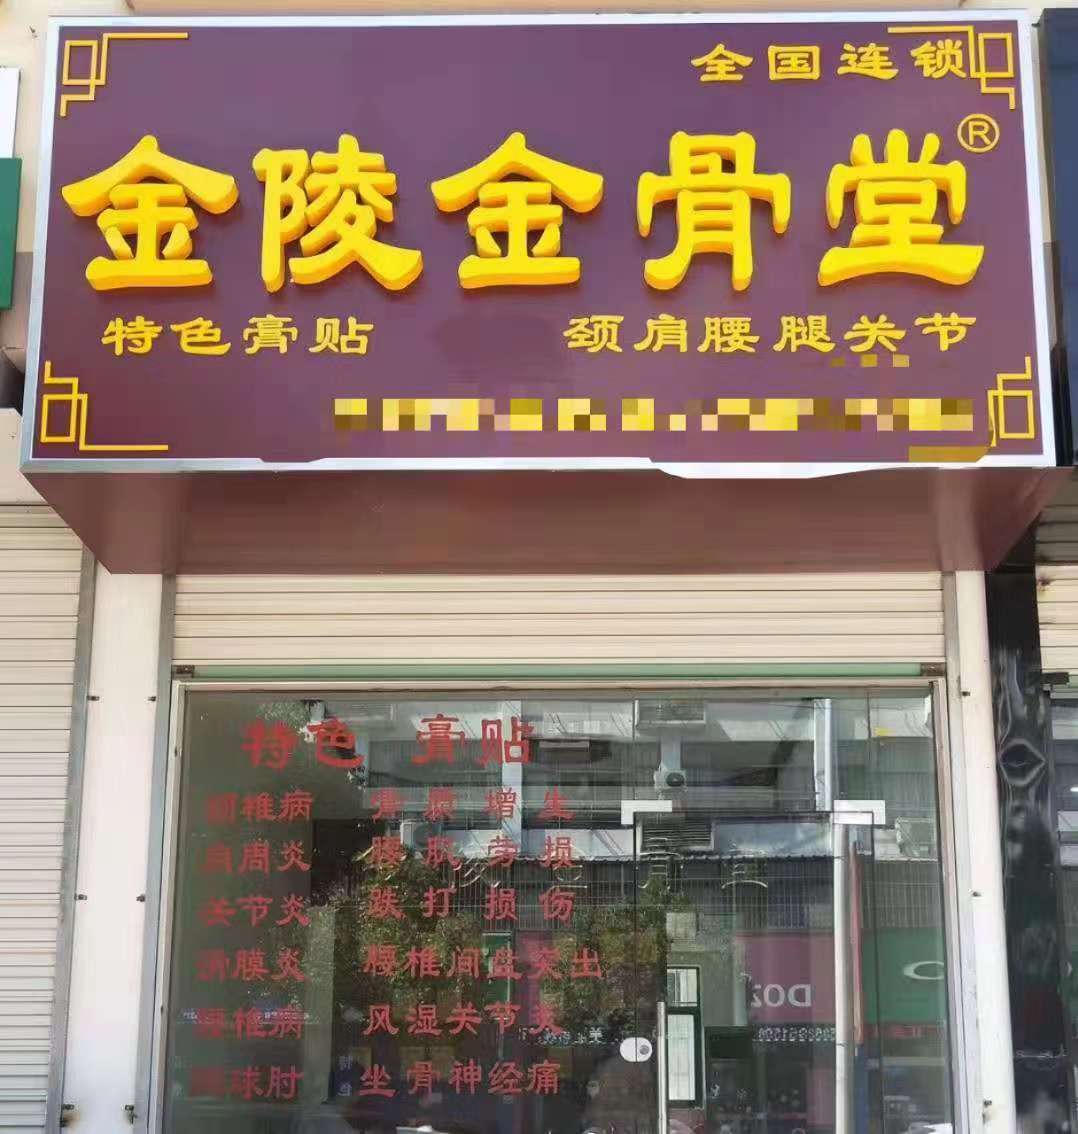 全国连锁
金陵金骨堂®
特色膏贴 颈肩腰腿关节
特色 膏贴
颈椎病 骨质增生
肩周炎 腰肌劳损
关节炎 跌打损伤
滑膜炎 腰椎间盘突出
腰椎病 风湿关节炎
网球肘 坐骨神经痛